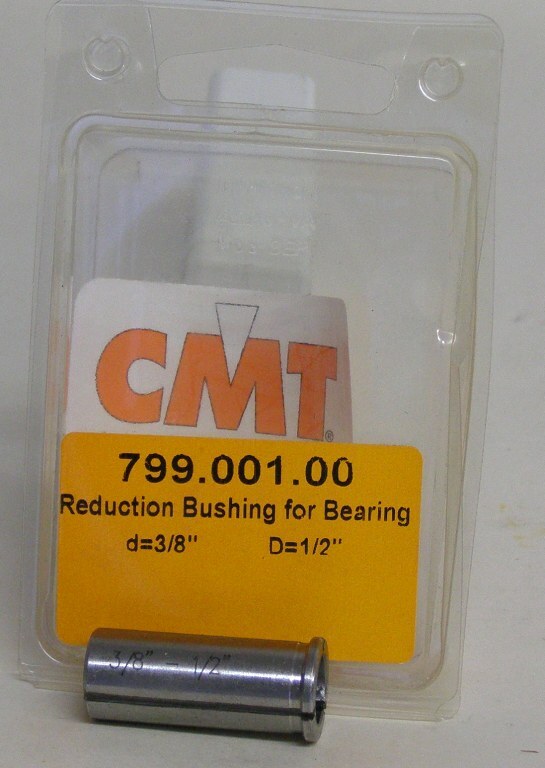 CMT®
799.001.00
Reduction Bushing for Bearing
d=3/8" D=1/2"
3/8" - 1/2"